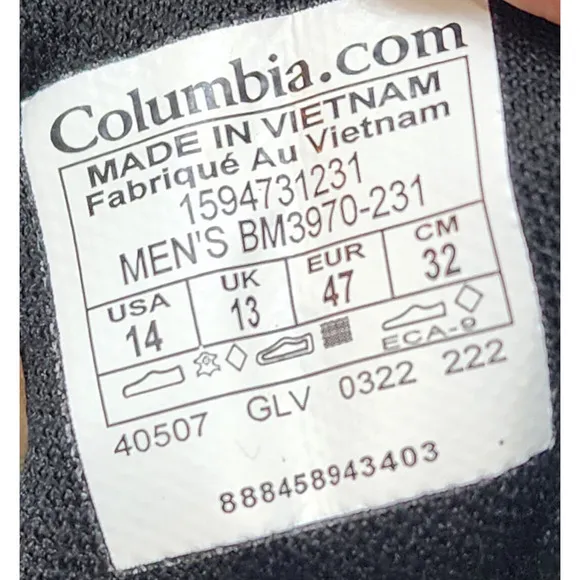 Columbia.com
MADE IN VIETNAM
Fabriqué Au Vietnam
1594731231
MEN'S BM3970-231
USA UK EUR CM
14 13 47 32
ECA-9
40507 GLV 0322 222
888458943403